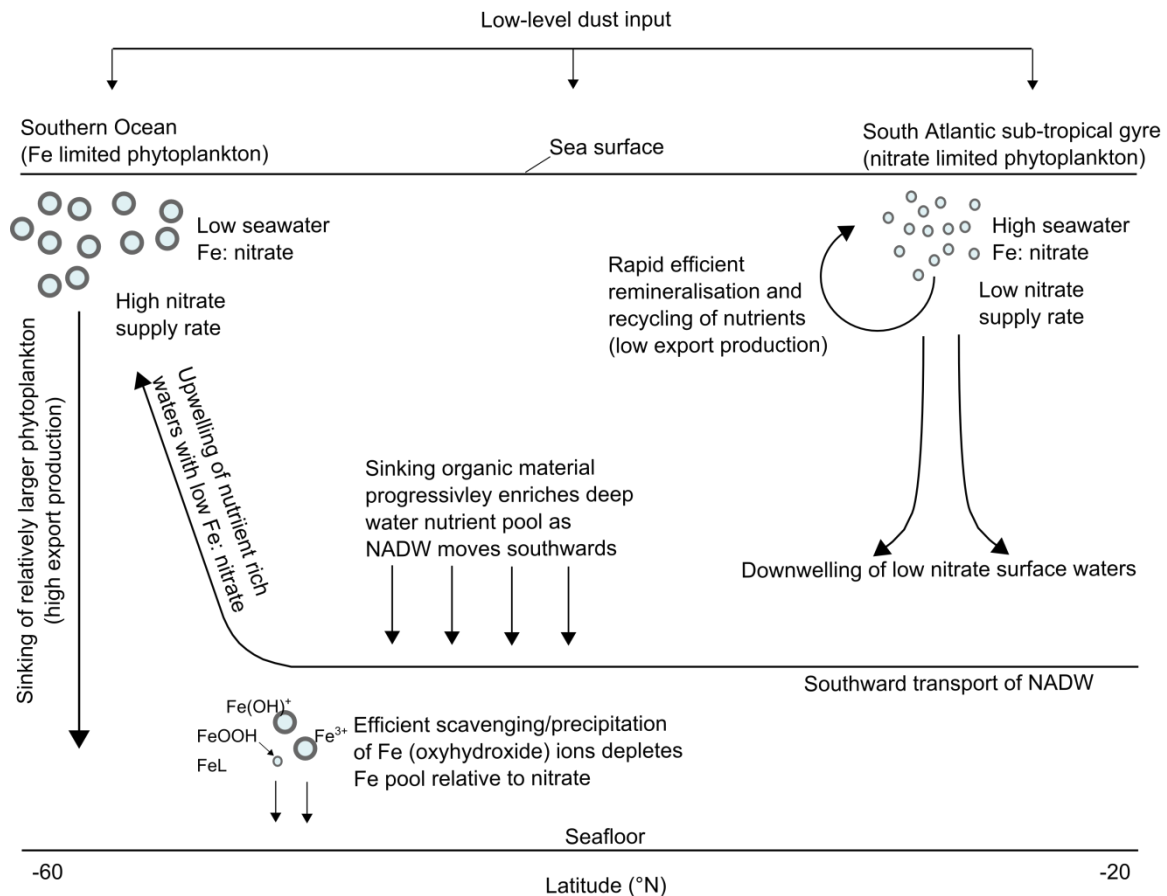 Low-level dust input
Southern Ocean
(Fe limited phytoplankton)
Sea surface
South Atlantic sub-tropical gyre
(nitrate limited phytoplankton)
Low seawater
Fe: nitrate
High nitrate
supply rate
Rapid efficient
remineralisation and
recycling of nutrients
(low export production)
High seawater
Fe: nitrate
Low nitrate
supply rate
Sinking of relatively larger phytoplankton
(high export production)
Upwelling of nutriient rich
waters with low Fe: nitrate
Sinking organic material
progressivley enriches deep
water nutrient pool as
NADW moves southwards
Downwelling of low nitrate surface waters
Southward transport of NADW
Fe(OH)⁺
FeOOH
Fe³⁺
FeL
Efficient scavenging/precipitation
of Fe (oxyhydroxide) ions depletes
Fe pool relative to nitrate
Seafloor
-60
Latitude (°N)
-20